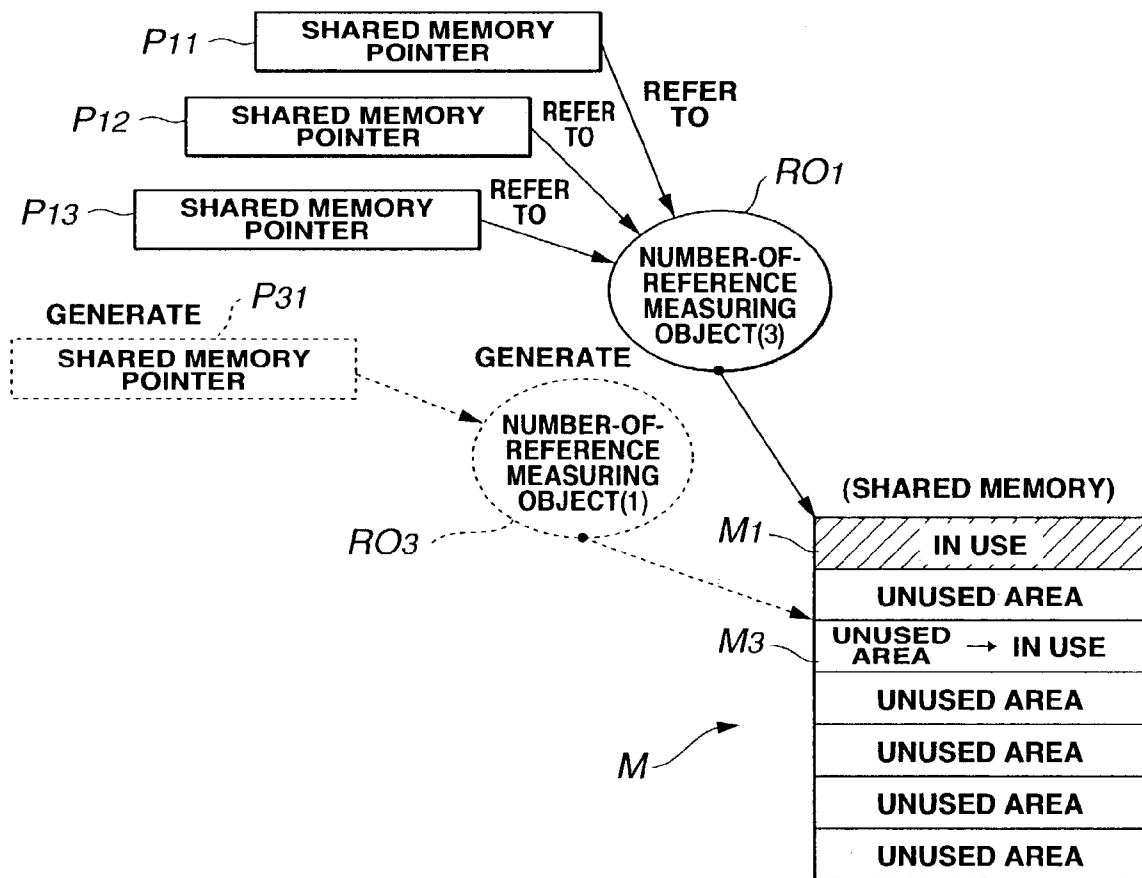 P11
SHARED MEMORY
POINTER
REFER
TO
P12
SHARED MEMORY
POINTER
REFER
TO
P13
SHARED MEMORY
POINTER
REFER
TO
RO1
NUMBER-OF-
REFERENCE
MEASURING
OBJECT(3)
GENERATE
P31
SHARED MEMORY
POINTER
GENERATE
NUMBER-OF-
REFERENCE
MEASURING
OBJECT(1)
RO3
(SHARED MEMORY)
M1
IN USE
UNUSED AREA
M3
UNUSED
AREA → IN USE
UNUSED AREA
M
UNUSED AREA
UNUSED AREA
UNUSED AREA